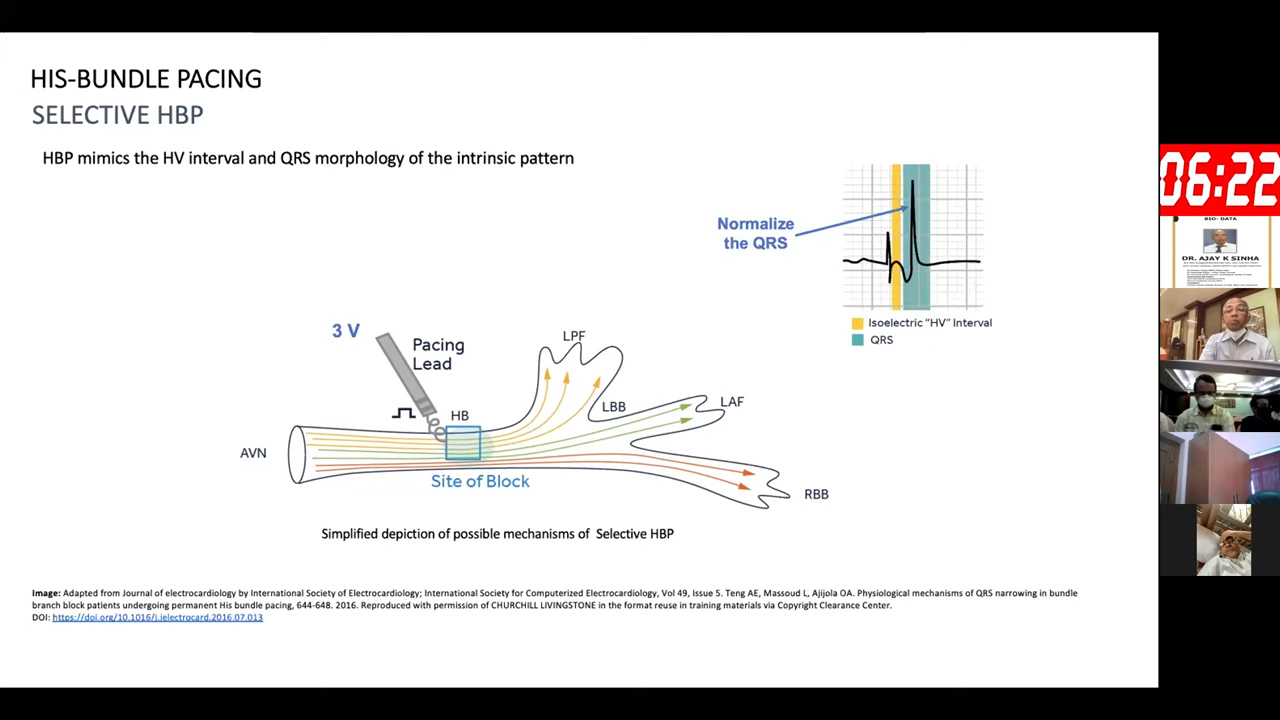 HIS-BUNDLE PACING
SELECTIVE HBP
HBP mimics the HV interval and QRS morphology of the intrinsic pattern
Normalize
the QRS
Isoelectric "HV" Interval
QRS
3 V
Pacing
Lead
LPF
HB
LBB
LAF
AVN
Site of Block
RBB
Simplified depiction of possible mechanisms of Selective HBP
Image: Adapted from Journal of electrocardiology by International Society of Electrocardiology; International Society for Computerized Electrocardiology, Vol 49, Issue 5. Teng AE, Massoud L, Ajijola OA. Physiological mechanisms of QRS narrowing in bundle
branch block patients undergoing permanent His bundle pacing, 644-648. 2016. Reproduced with permission of CHURCHILL LIVINGSTONE in the format reuse in training materials via Copyright Clearance Center.
DOI: https://doi.org/10.1016/j.jelectrocard.2016.07.013
06:22
BIO- DATA
DR. AJAY K SINHA